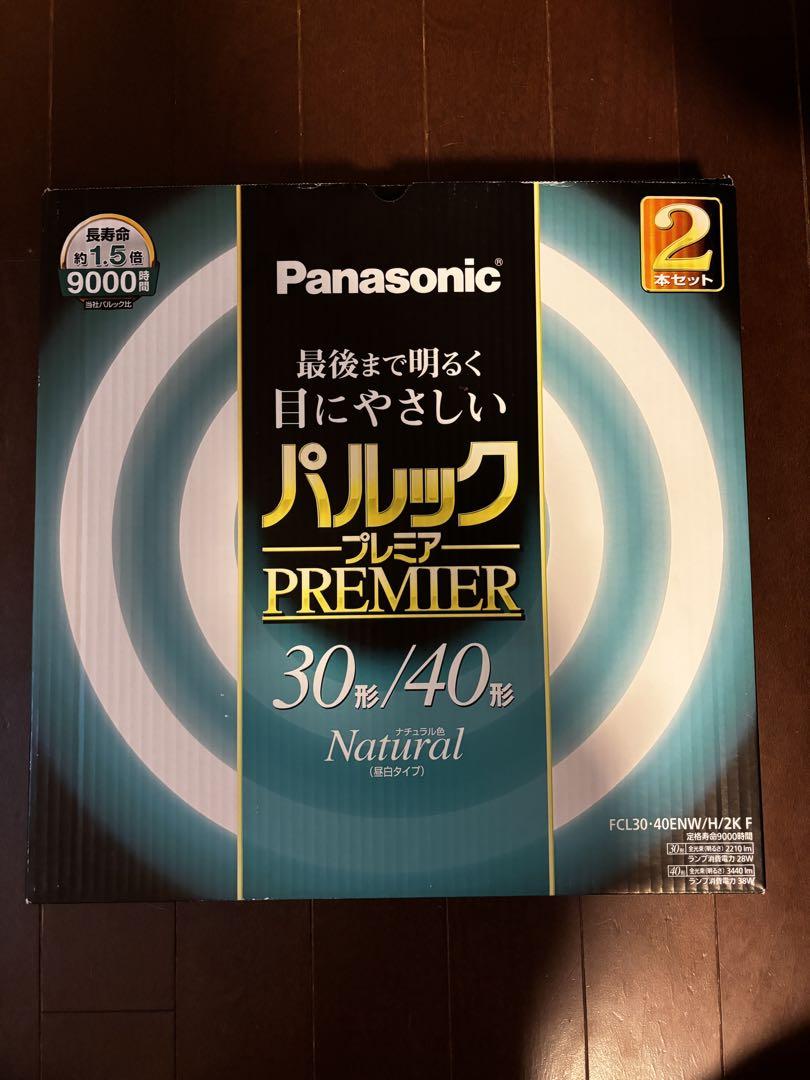 長寿命
約1.5倍
9000時間
当社パルック比
2
本セット
Panasonic®
最後まで明るく
目にやさしい
パルック
プレミア
PREMIER
30形/40形
ナチュラル色
Natural
(昼白タイプ)
FCL30・40ENW/H/2K F
定格寿命9000時間
30形 全光束(明るさ) 2210 lm
ランプ消費電力 28W
40形 全光束(明るさ) 3440 lm
ランプ消費電力 38W